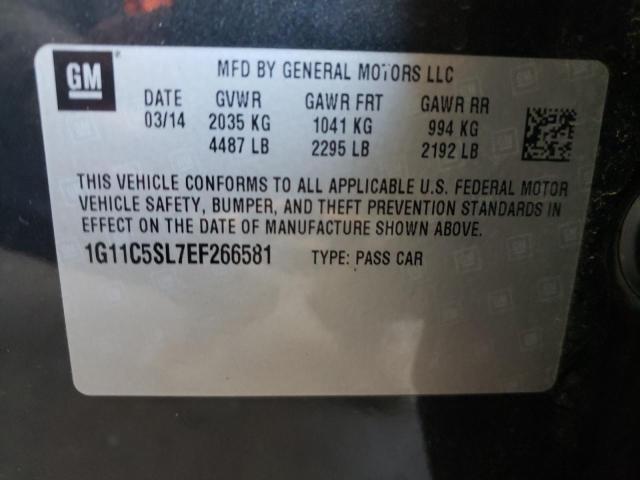 GM
MFD BY GENERAL MOTORS LLC
DATE GVWR GAWR FRT GAWR RR
03/14 2035 KG 1041 KG 994 KG
4487 LB 2295 LB 2192 LB
THIS VEHICLE CONFORMS TO ALL APPLICABLE U.S. FEDERAL MOTOR
VEHICLE SAFETY, BUMPER, AND THEFT PREVENTION STANDARDS IN
EFFECT ON THE DATE OF MANUFACTURE SHOWN ABOVE.
1G11C5SL7EF266581 TYPE: PASS CAR